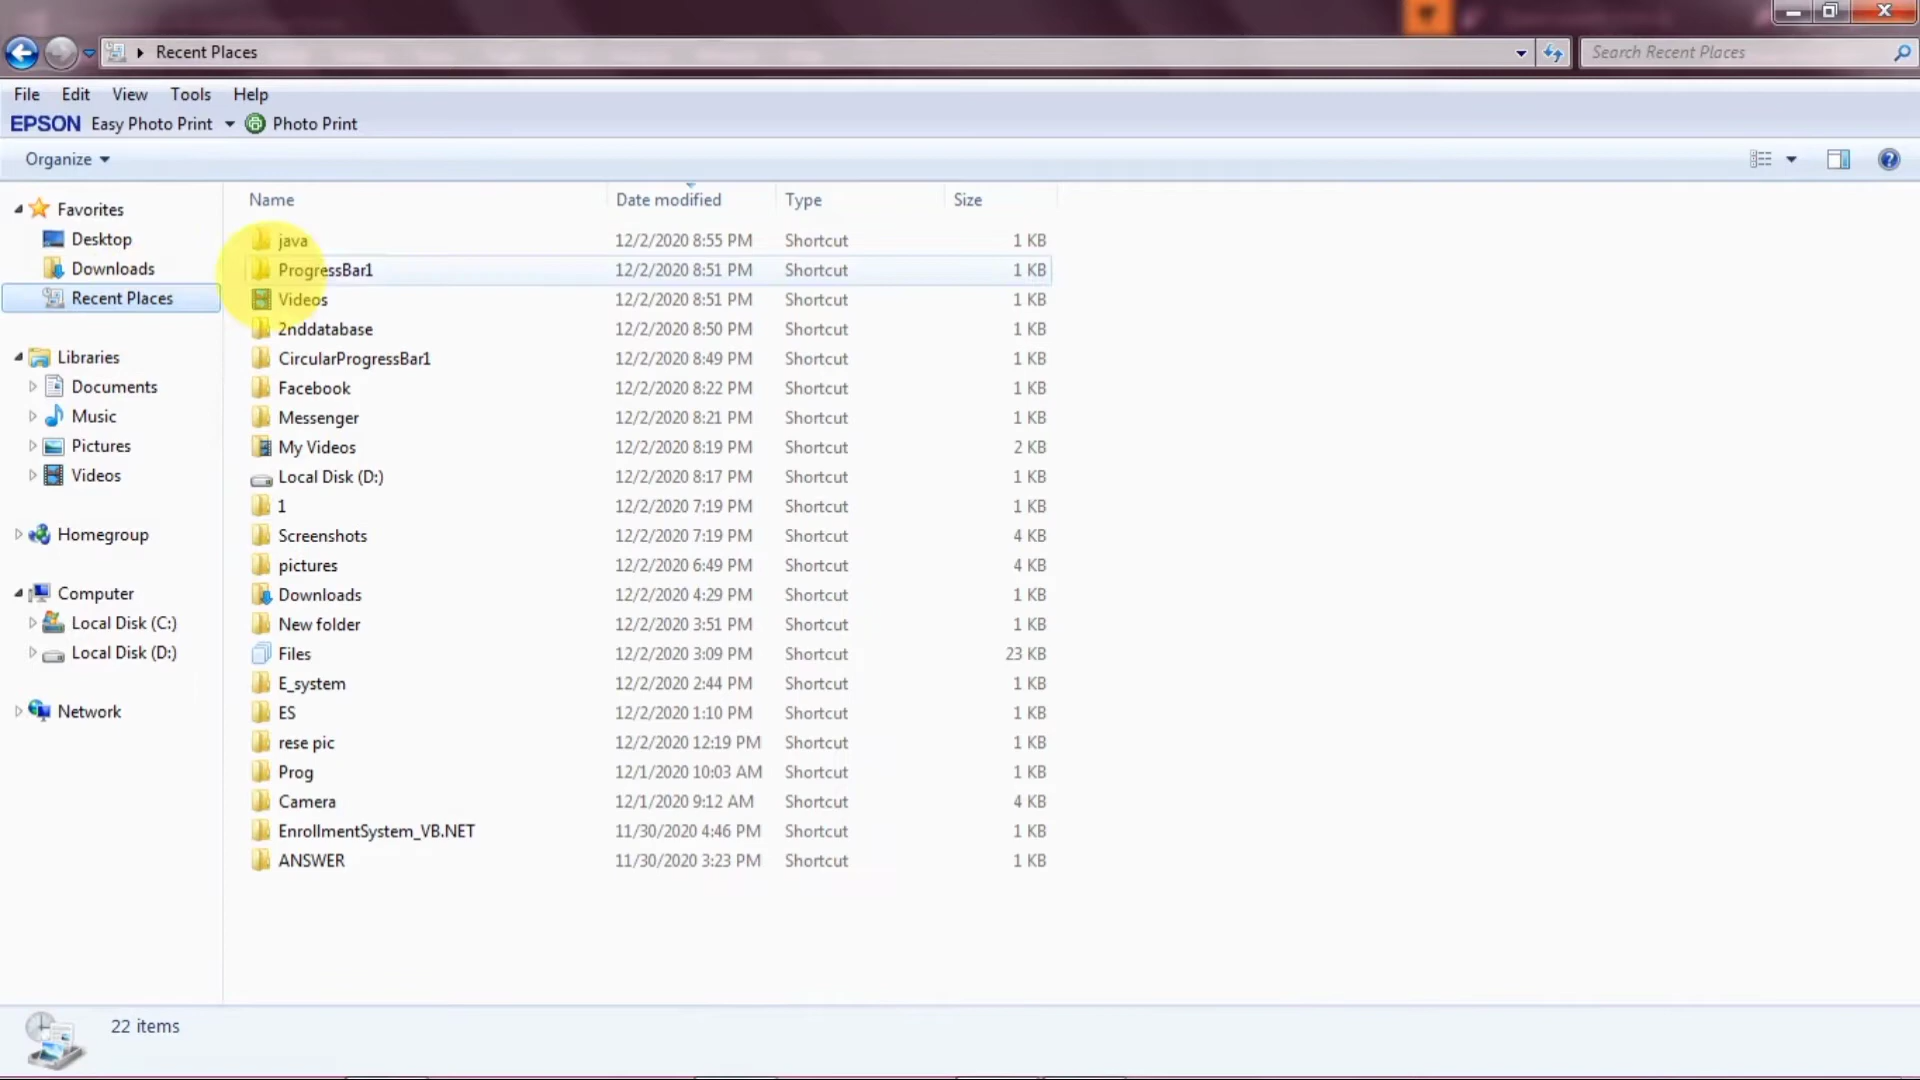 Recent Places
Search Recent Places
File Edit View Tools Help
EPSON Easy Photo Print Photo Print
Organize
Name Date modified Type Size
Favorites
Desktop
Downloads
Recent Places
Libraries
Documents
Music
Pictures
Videos
Homegroup
Computer
Local Disk (C:)
Local Disk (D:)
Network
java 12/2/2020 8:55 PM Shortcut 1 KB
ProgressBar1 12/2/2020 8:51 PM Shortcut 1 KB
Videos 12/2/2020 8:51 PM Shortcut 1 KB
2nddatabase 12/2/2020 8:50 PM Shortcut 1 KB
CircularProgressBar1 12/2/2020 8:49 PM Shortcut 1 KB
Facebook 12/2/2020 8:22 PM Shortcut 1 KB
Messenger 12/2/2020 8:21 PM Shortcut 1 KB
My Videos 12/2/2020 8:19 PM Shortcut 2 KB
Local Disk (D:) 12/2/2020 8:17 PM Shortcut 1 KB
1 12/2/2020 7:19 PM Shortcut 1 KB
Screenshots 12/2/2020 7:19 PM Shortcut 4 KB
pictures 12/2/2020 6:49 PM Shortcut 4 KB
Downloads 12/2/2020 4:29 PM Shortcut 1 KB
New folder 12/2/2020 3:51 PM Shortcut 1 KB
Files 12/2/2020 3:09 PM Shortcut 23 KB
E_system 12/2/2020 2:44 PM Shortcut 1 KB
ES 12/2/2020 1:10 PM Shortcut 1 KB
rese pic 12/2/2020 12:19 PM Shortcut 1 KB
Prog 12/1/2020 10:03 AM Shortcut 1 KB
Camera 12/1/2020 9:12 AM Shortcut 4 KB
EnrollmentSystem_VB.NET 11/30/2020 4:46 PM Shortcut 1 KB
ANSWER 11/30/2020 3:23 PM Shortcut 1 KB
22 items